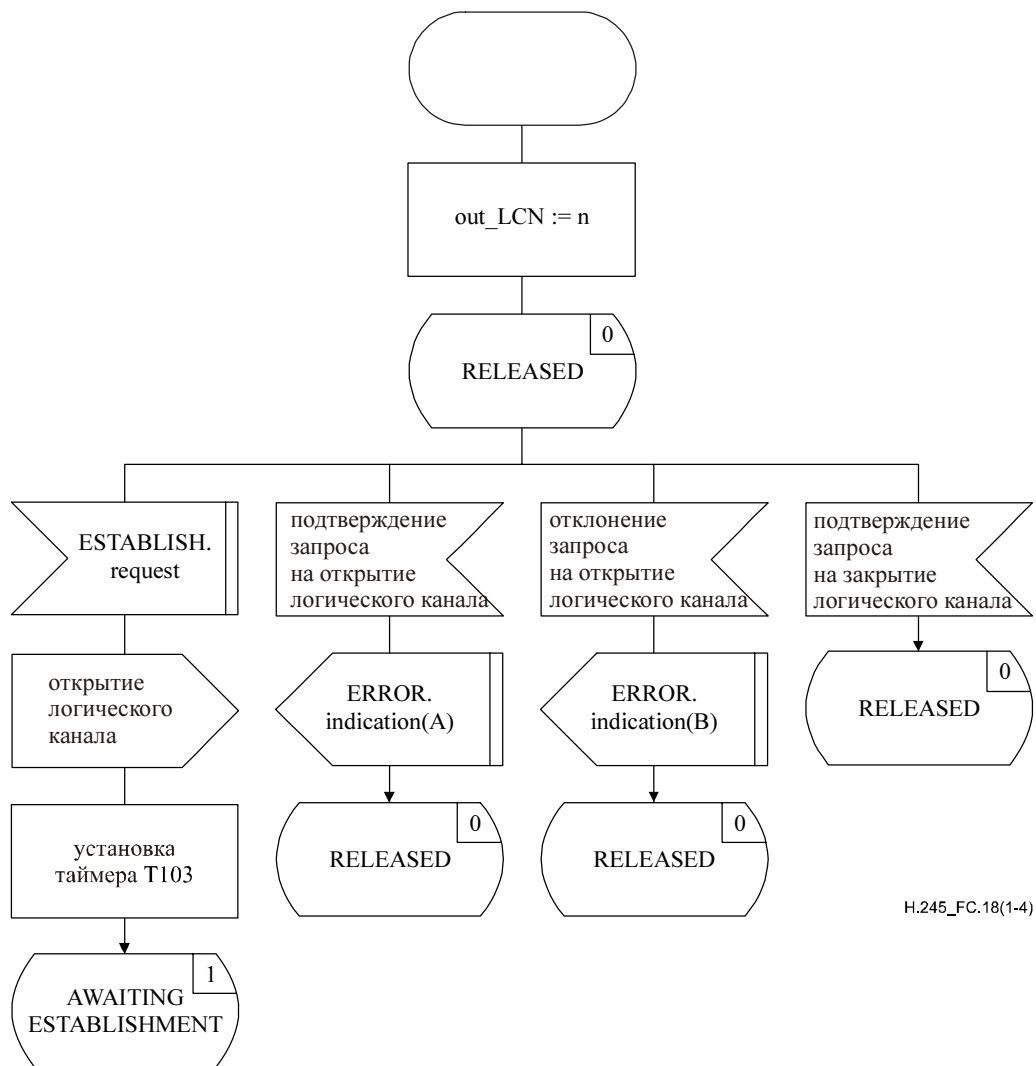 out_LCN := n
0
RELEASED
ESTABLISH.
request
подтверждение
запроса
на открытие
логического канала
отклонение
запроса
на открытие
логического канала
подтверждение
запроса
на закрытие
логического канала
открытие
логического
канала
ERROR.
indication(A)
ERROR.
indication(B)
0
RELEASED
установка
таймера T103
0
RELEASED
0
RELEASED
H.245_FC.18(1-4)
1
AWAITING
ESTABLISHMENT